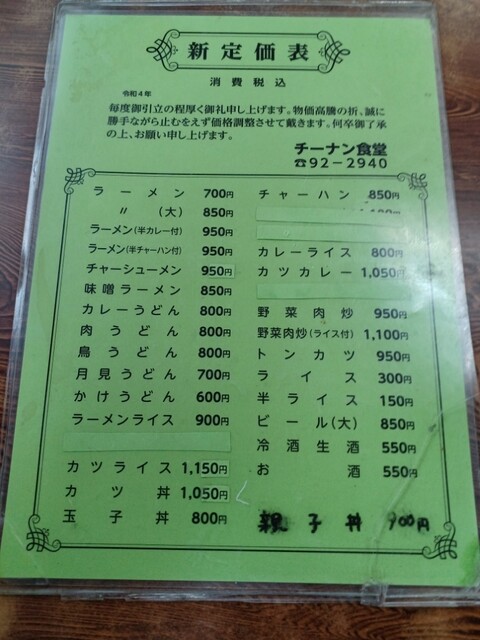 新定価表
消費税込
令和4年
毎度御引立の程厚く御礼申し上げます。物価高騰の折、誠に
勝手ながら止むをえず価格調整させて戴きます。何卒御了承
の上、お願い申し上げます。
チーナン食堂
☎92-2940
ラーメン 700円
〃 (大) 850円
ラーメン(半カレー付) 950円
ラーメン(半チャーハン付) 950円
チャーシューメン 950円
味噌ラーメン 850円
カレーうどん 800円
肉うどん 800円
鳥うどん 800円
月見うどん 700円
かけうどん 600円
ラーメンライス 900円
カツライス 1,150円
カツ丼 1,050円
玉子丼 800円
チャーハン 850円
カレーライス 800円
カツカレー 1,050円
野菜肉炒 950円
野菜肉炒(ライス付) 1,100円
トンカツ 950円
ライス 300円
半ライス 150円
ビール(大) 850円
冷酒生酒 550円
お酒 550円
親子丼 900円